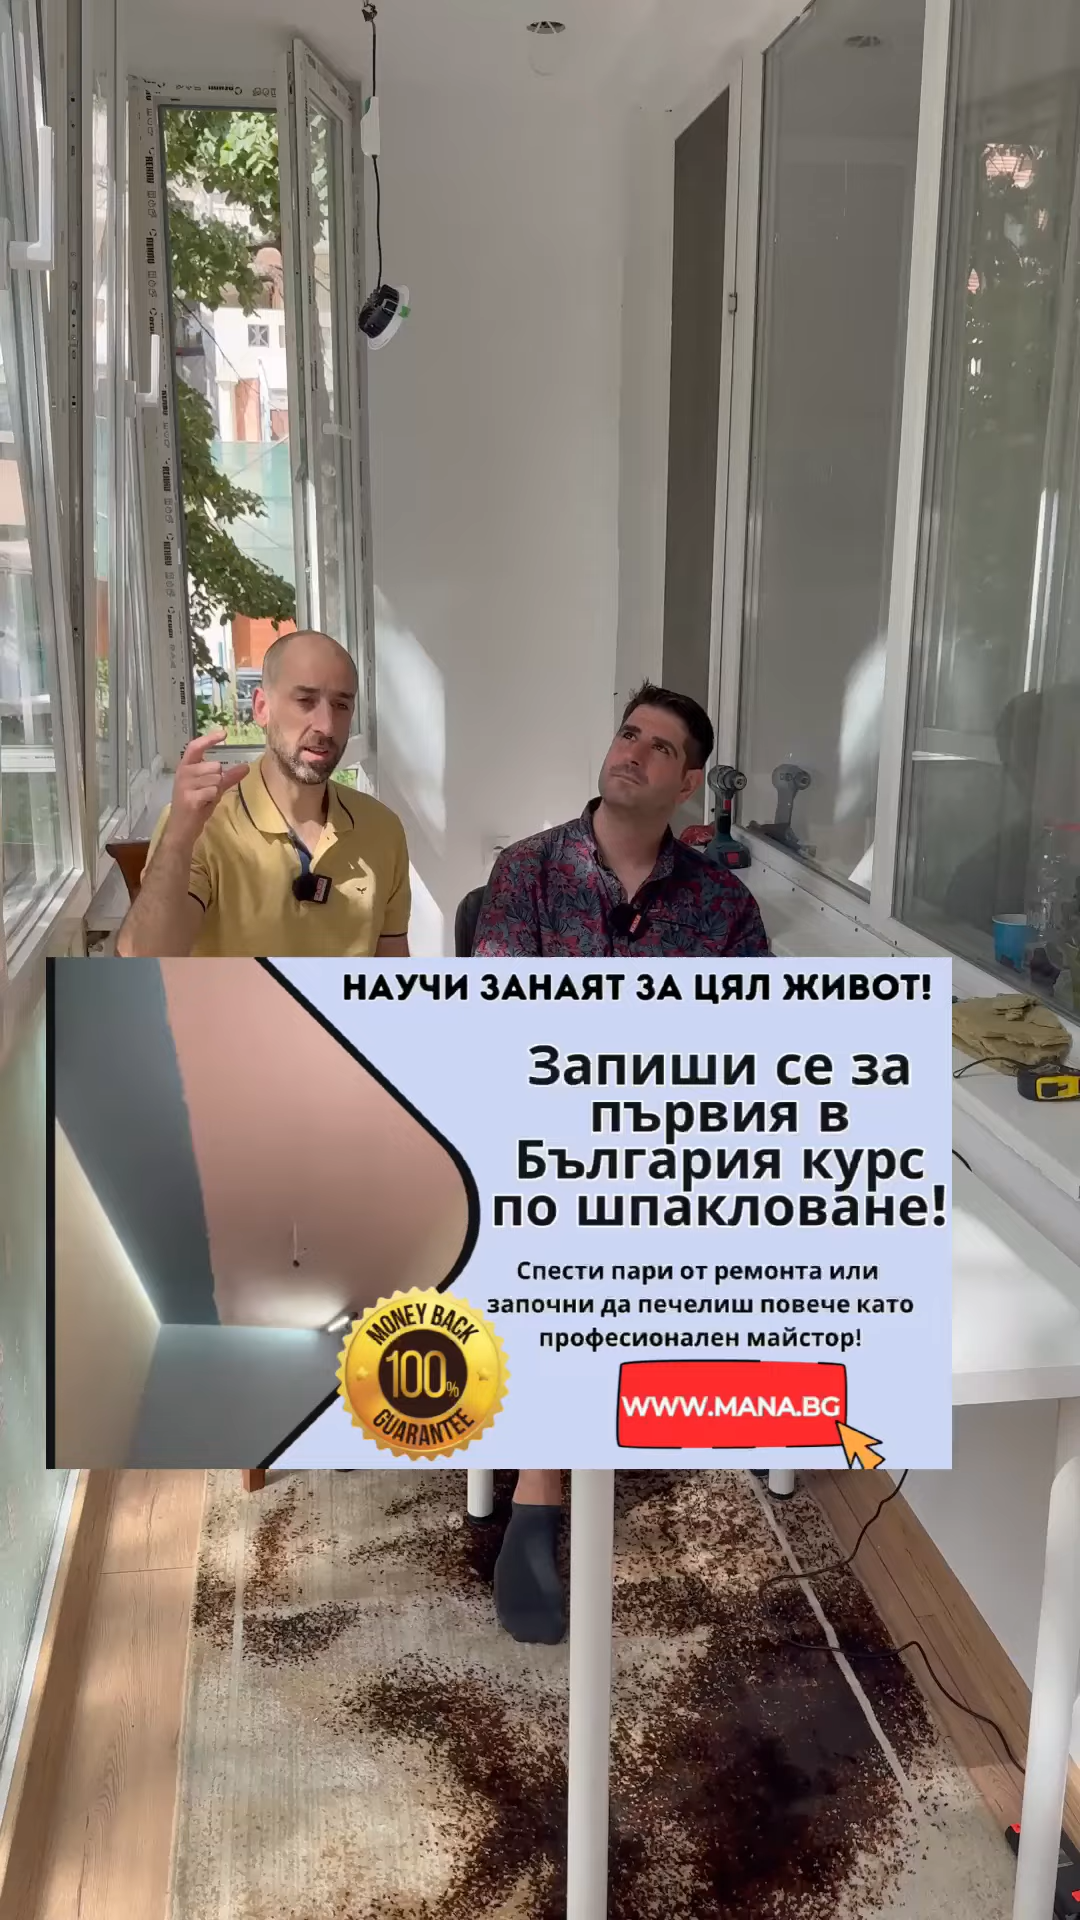 REHAU
НАУЧИ ЗАНАЯТ ЗА ЦЯЛ ЖИВОТ!
Запиши се за
първия в
България курс
по шпакловане!
Спести пари от ремонта или
започни да печелиш повече като
професионален майстор!
MONEY BACK
100%
GUARANTEE
WWW.MANA.BG